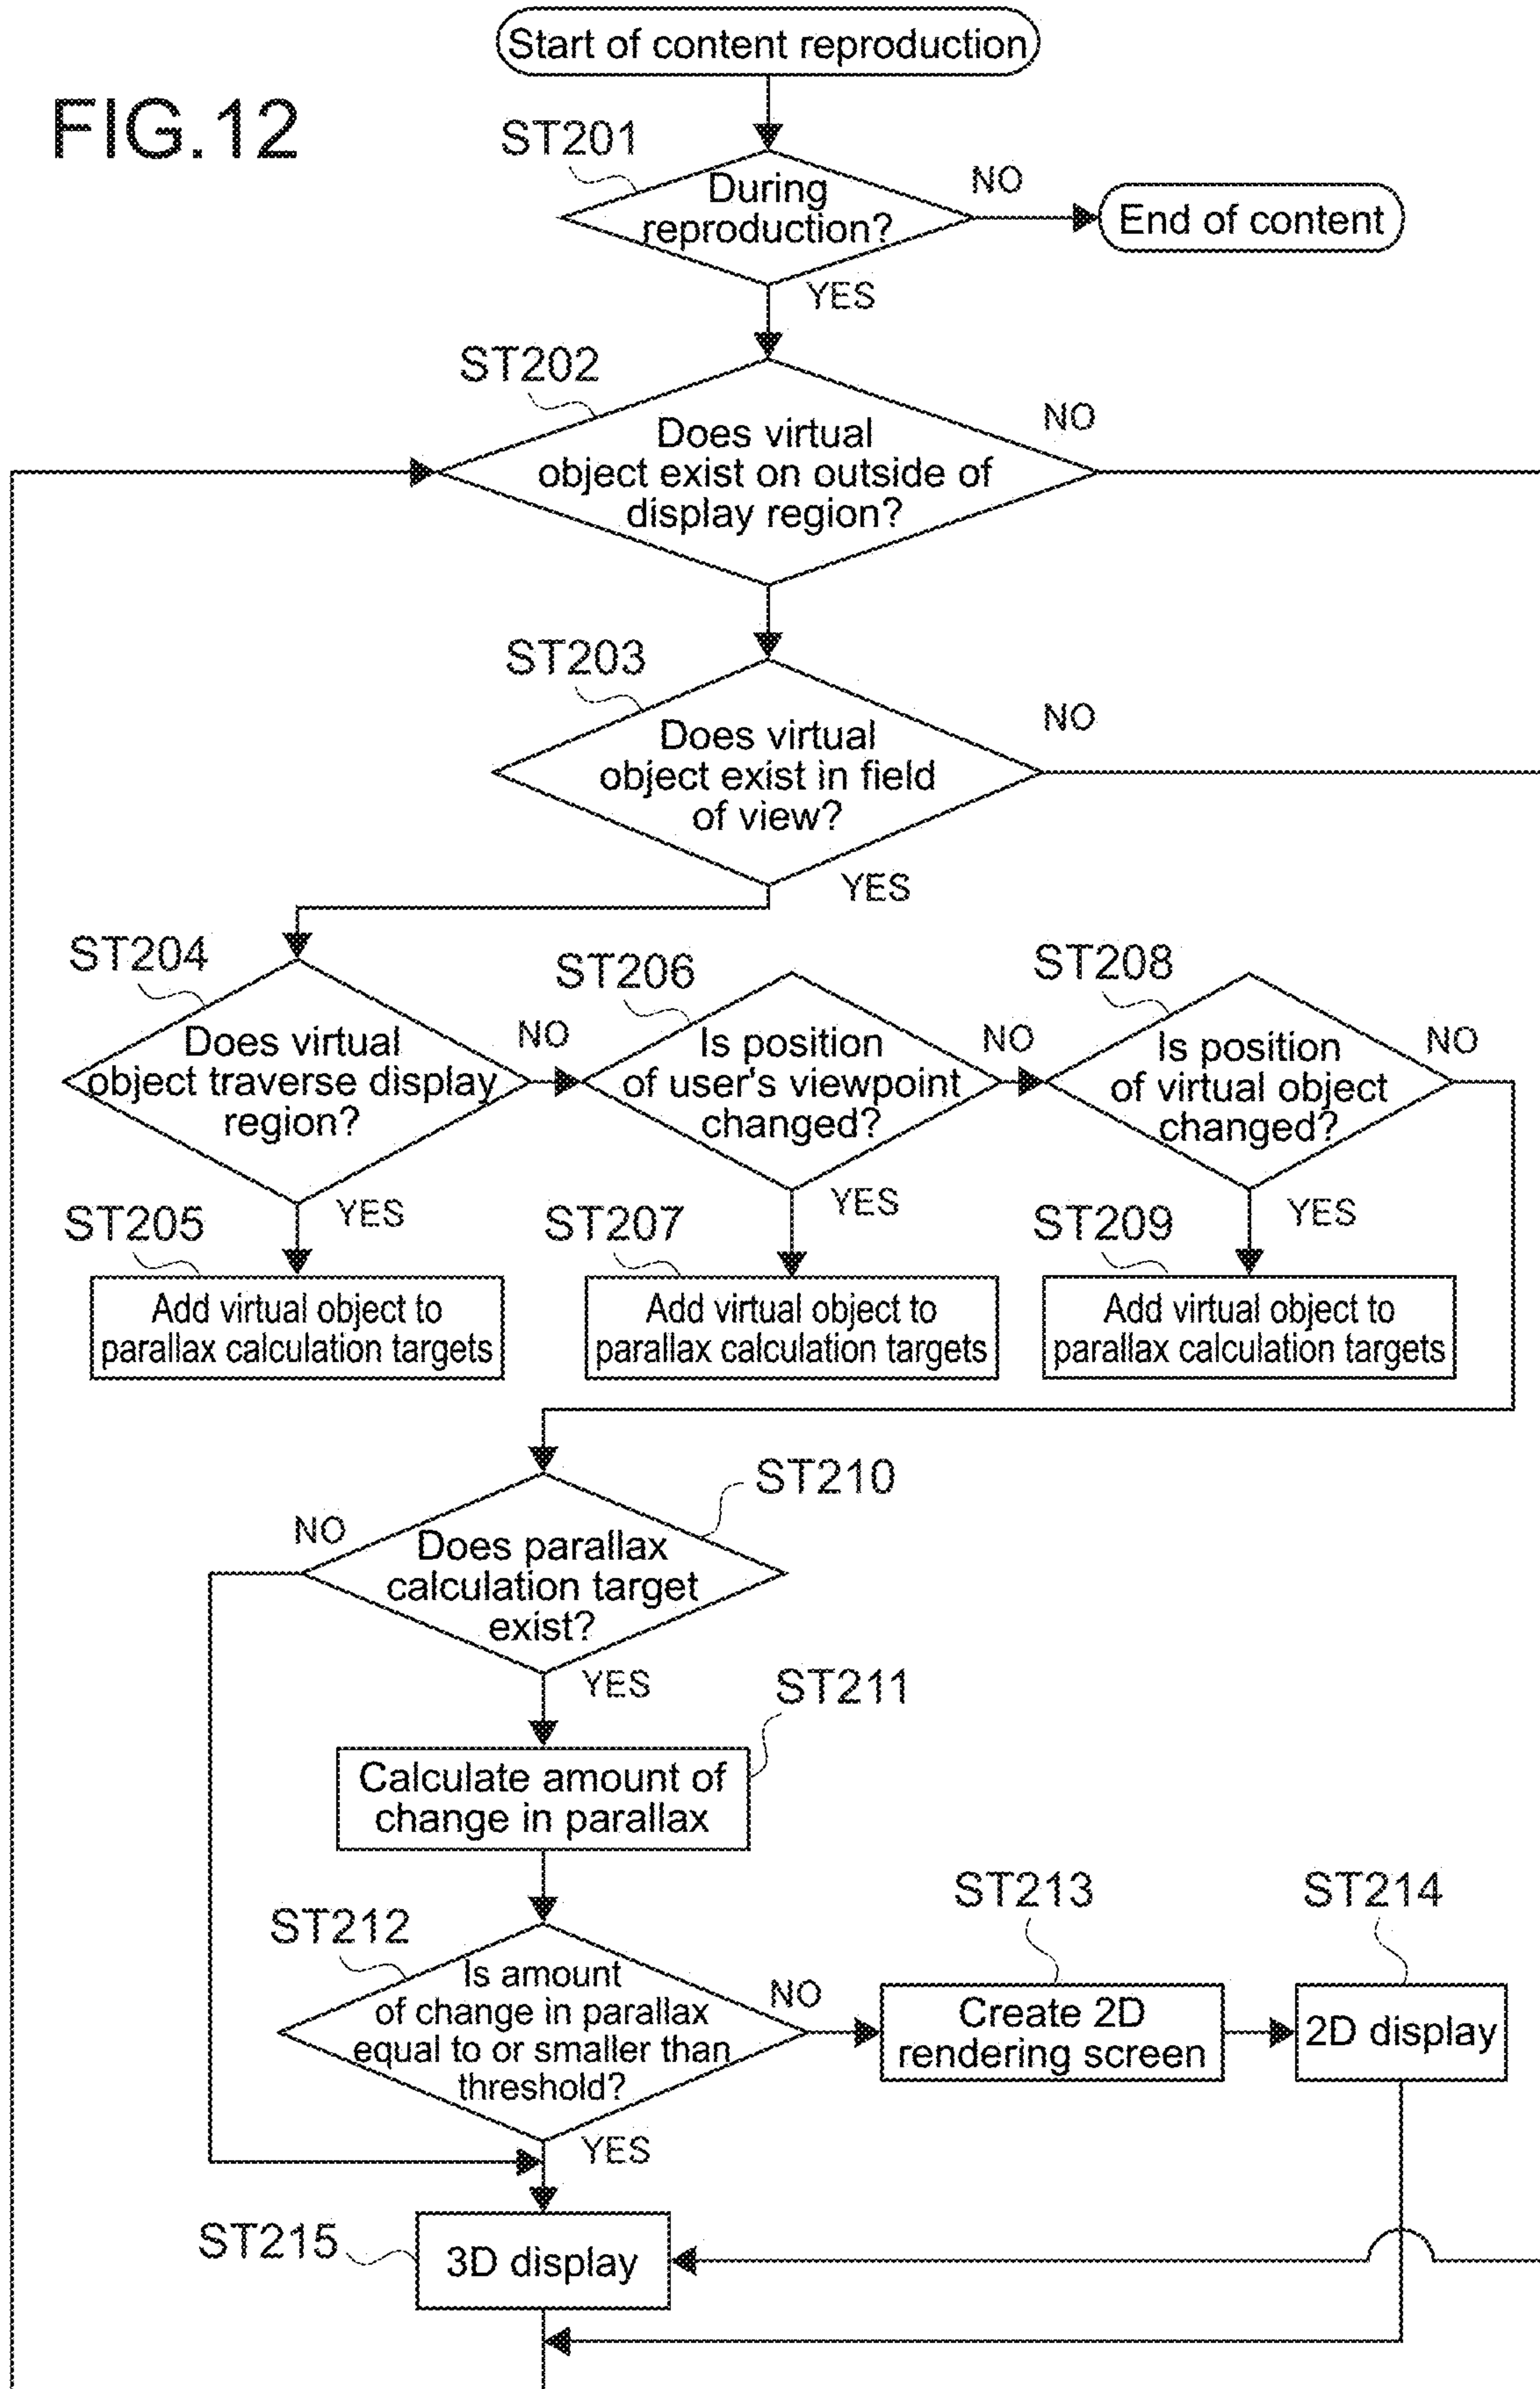 Start of content reproduction
FIG.12
ST201
During
reproduction?
NO
End of content
YES
ST202
Does virtual
object exist on outside of
display region?
NO
ST203
Does virtual
object exist in field
of view?
NO
YES
ST204
Does virtual
object traverse display
region?
NO
YES
ST206
Is position
of user's viewpoint
changed?
NO
YES
ST208
Is position
of virtual object
changed?
NO
YES
ST205
Add virtual object to
parallax calculation targets
ST207
Add virtual object to
parallax calculation targets
ST209
Add virtual object to
parallax calculation targets
ST210
NO
Does parallax
calculation target
exist?
YES
ST211
Calculate amount of
change in parallax
ST212
Is amount
of change in parallax
equal to or smaller than
threshold?
NO
YES
ST213
Create 2D
rendering screen
ST214
2D display
ST215
3D display